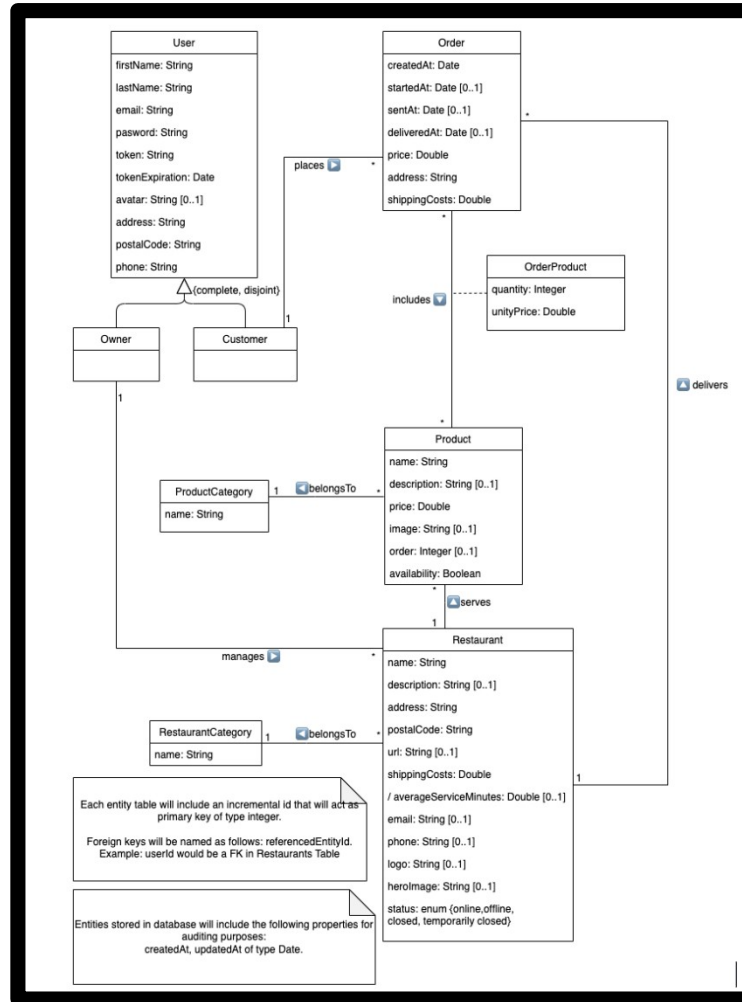 User
firstName: String
lastName: String
email: String
pasword: String
token: String
tokenExpiration: Date
avatar: String [0..1]
address: String
postalCode: String
phone: String
{complete, disjoint}
Owner
Customer
1
1
places
*
Order
createdAt: Date
startedAt: Date [0..1]
sentAt: Date [0..1]
deliveredAt: Date [0..1]
price: Double
address: String
shippingCosts: Double
*
*
includes
OrderProduct
quantity: Integer
unityPrice: Double
delivers
*
Product
name: String
description: String [0..1]
price: Double
image: String [0..1]
order: Integer [0..1]
availability: Boolean
ProductCategory
name: String
1
belongsTo
*
*
serves
1
manages
*
Restaurant
name: String
description: String [0..1]
address: String
postalCode: String
url: String [0..1]
shippingCosts: Double
/ averageServiceMinutes: Double [0..1]
email: String [0..1]
phone: String [0..1]
logo: String [0..1]
heroImage: String [0..1]
status: enum {online,offline,
closed, temporarily closed}
1
RestaurantCategory
name: String
1
belongsTo
*
Each entity table will include an incremental id that will act as
primary key of type integer.
Foreign keys will be named as follows: referencedEntityId.
Example: userId would be a FK in Restaurants Table
Entities stored in database will include the following properties for
auditing purposes:
createdAt, updatedAt of type Date.